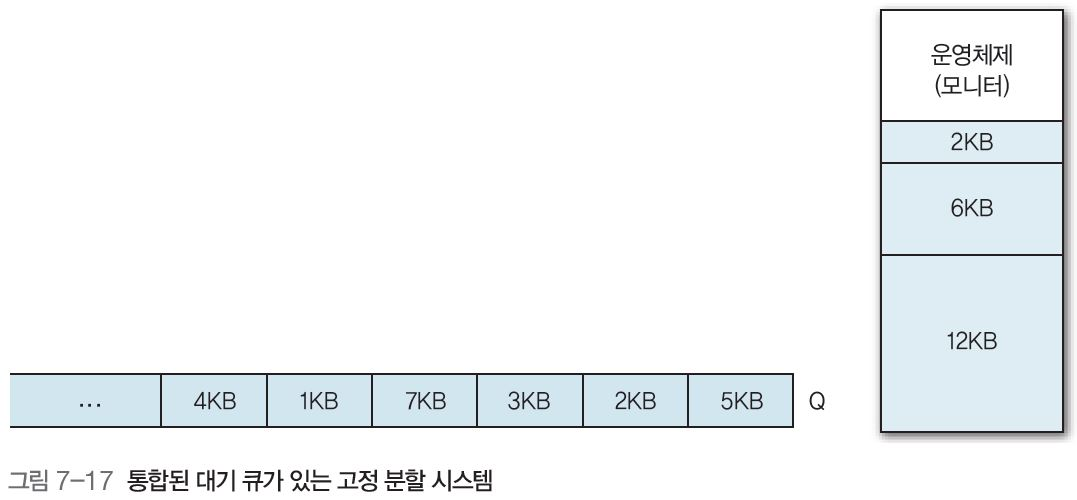 운영체제
(모니터)
2KB
6KB
12KB
... 4KB 1KB 7KB 3KB 2KB 5KB Q
그림 7-17 통합된 대기 큐가 있는 고정 분할 시스템